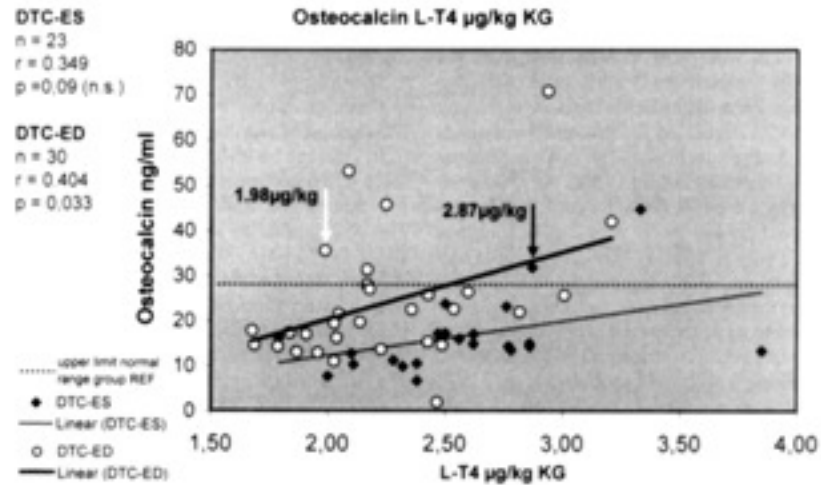 Osteocalcin L-T4 µg/kg KG
DTC-ES
n = 23
r = 0.349
p =0,09 (n.s.)
DTC-ED
n = 30
r = 0.404
p = 0,033
Osteocalcin ng/ml
80
70
60
50
40
30
20
10
0
1.98µg/kg
2.87µg/kg
1,50
2,00
2,50
3,00
3,50
4,00
L-T4 µg/kg KG
upper limit normal
range group REF
DTC-ES
Linear (DTC-ES)
DTC-ED
Linear (DTC-ED)